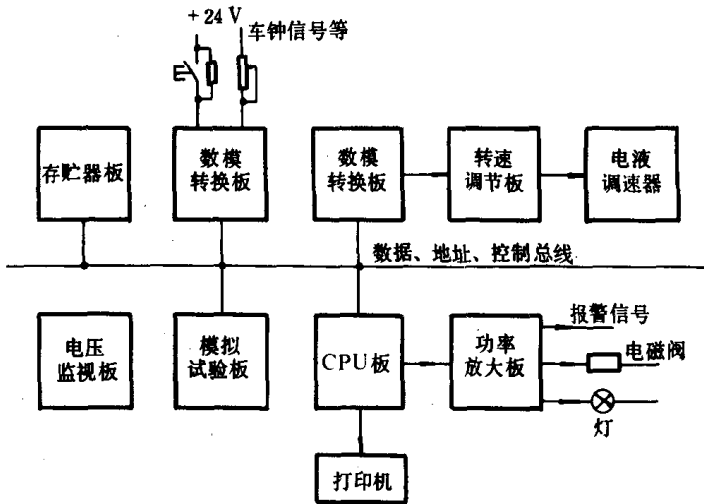 + 24 V
车钟信号等
存贮器板
数模
转换板
数模
转换板
转速
调节板
电液
调速器
数据、地址、控制总线
电压
监视板
模拟
试验板
CPU板
功率
放大板
报警信号
电磁阀
灯
打印机